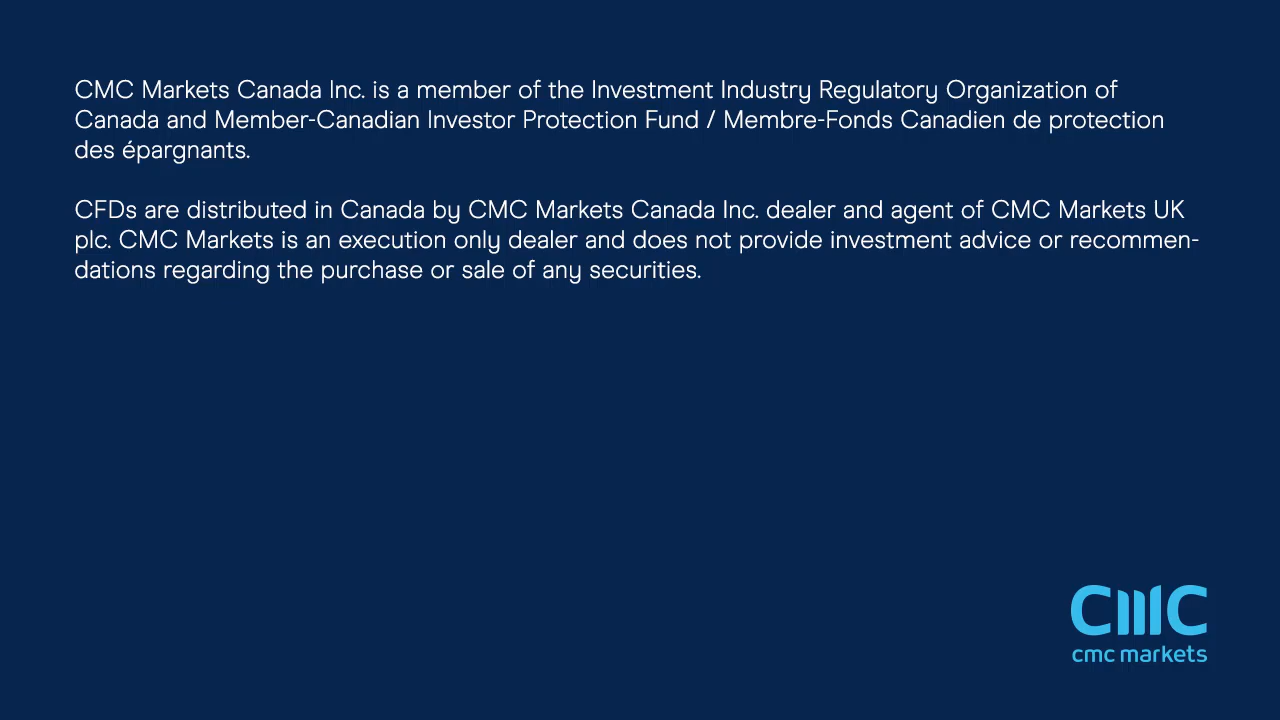 CMC Markets Canada Inc. is a member of the Investment Industry Regulatory Organization of
Canada and Member-Canadian Investor Protection Fund / Membre-Fonds Canadien de protection
des épargnants.
CFDs are distributed in Canada by CMC Markets Canada Inc. dealer and agent of CMC Markets UK
plc. CMC Markets is an execution only dealer and does not provide investment advice or recommen-
dations regarding the purchase or sale of any securities.
CMC
cmc markets